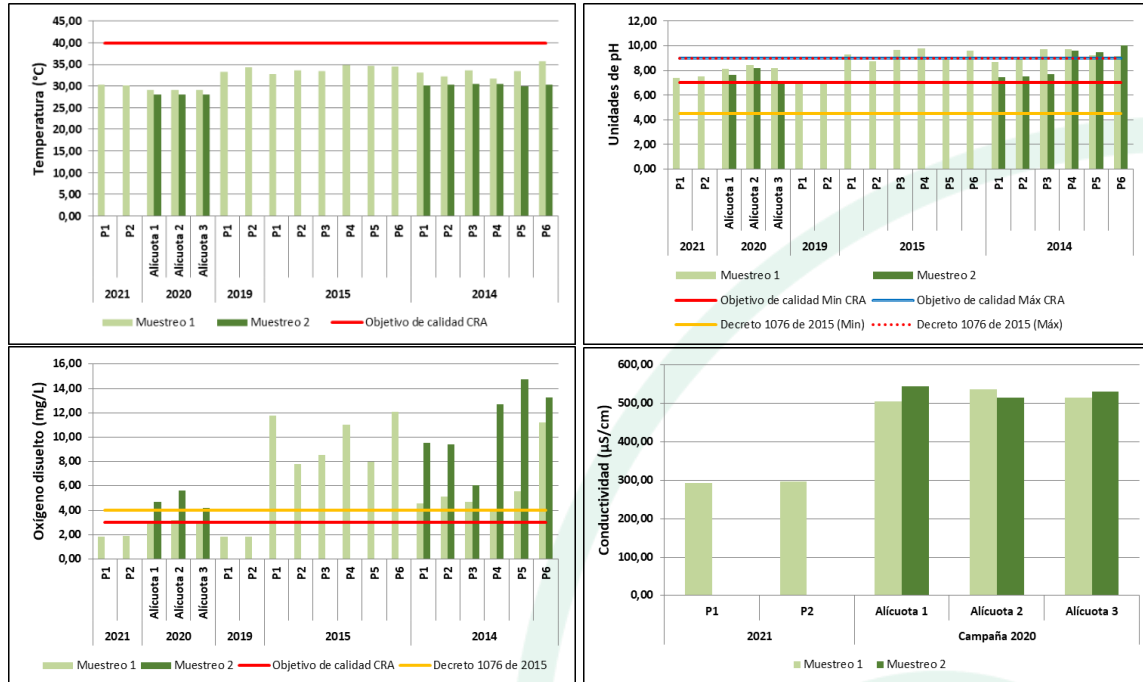 Temperatura (°C)
45,00
40,00
35,00
30,00
25,00
20,00
15,00
10,00
5,00
0,00
P1 P2 Alícuota 1 Alícuota 2 Alícuota 3 P1 P2 P1 P2 P3 P4 P5 P6 P1 P2 P3 P4 P5 P6
2021 2020 2019 2015 2014
Muestreo 1 Muestreo 2 Objetivo de calidad CRA
Unidades de pH
12,00
10,00
8,00
6,00
4,00
2,00
0,00
P1 P2 Alícuota 1 Alícuota 2 Alícuota 3 P1 P2 P1 P2 P3 P4 P5 P6 P1 P2 P3 P4 P5 P6
2021 2020 2019 2015 2014
Muestreo 1 Muestreo 2
Objetivo de calidad Min CRA Objetivo de calidad Máx CRA
Decreto 1076 de 2015 (Min) Decreto 1076 de 2015 (Máx)
Oxígeno disuelto (mg/L)
16,00
14,00
12,00
10,00
8,00
6,00
4,00
2,00
0,00
P1 P2 Alícuota 1 Alícuota 2 Alícuota 3 P1 P2 P1 P2 P3 P4 P5 P6 P1 P2 P3 P4 P5 P6
2021 2020 2019 2015 2014
Muestreo 1 Muestreo 2 Objetivo de calidad CRA Decreto 1076 de 2015
Conductividad (µS/cm)
600,00
500,00
400,00
300,00
200,00
100,00
0,00
P1 P2 Alícuota 1 Alícuota 2 Alícuota 3
2021 Campaña 2020
Muestreo 1 Muestreo 2